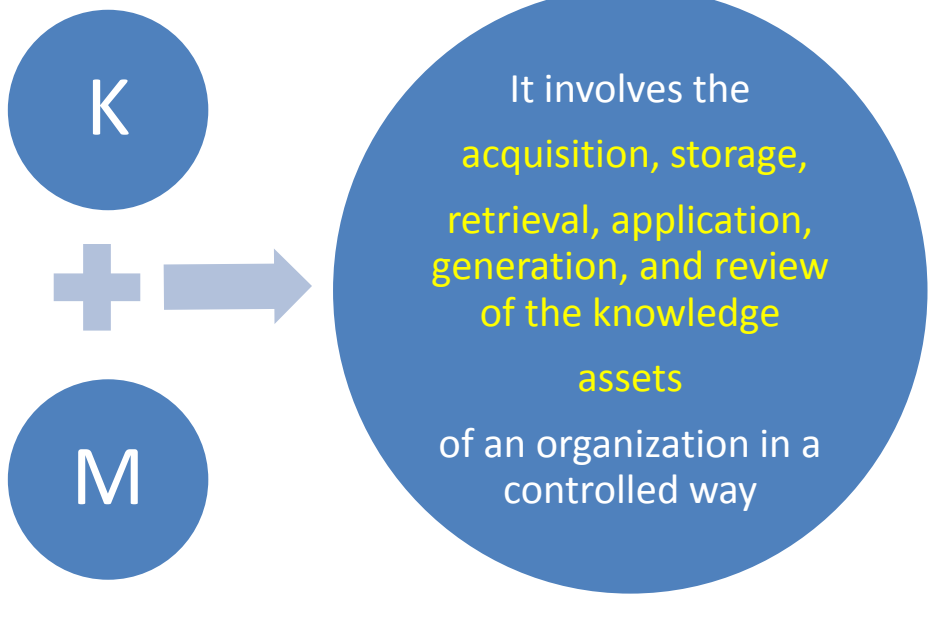 K
M
It involves the
acquisition, storage,
retrieval, application,
generation, and review
of the knowledge
assets
of an organization in a
controlled way